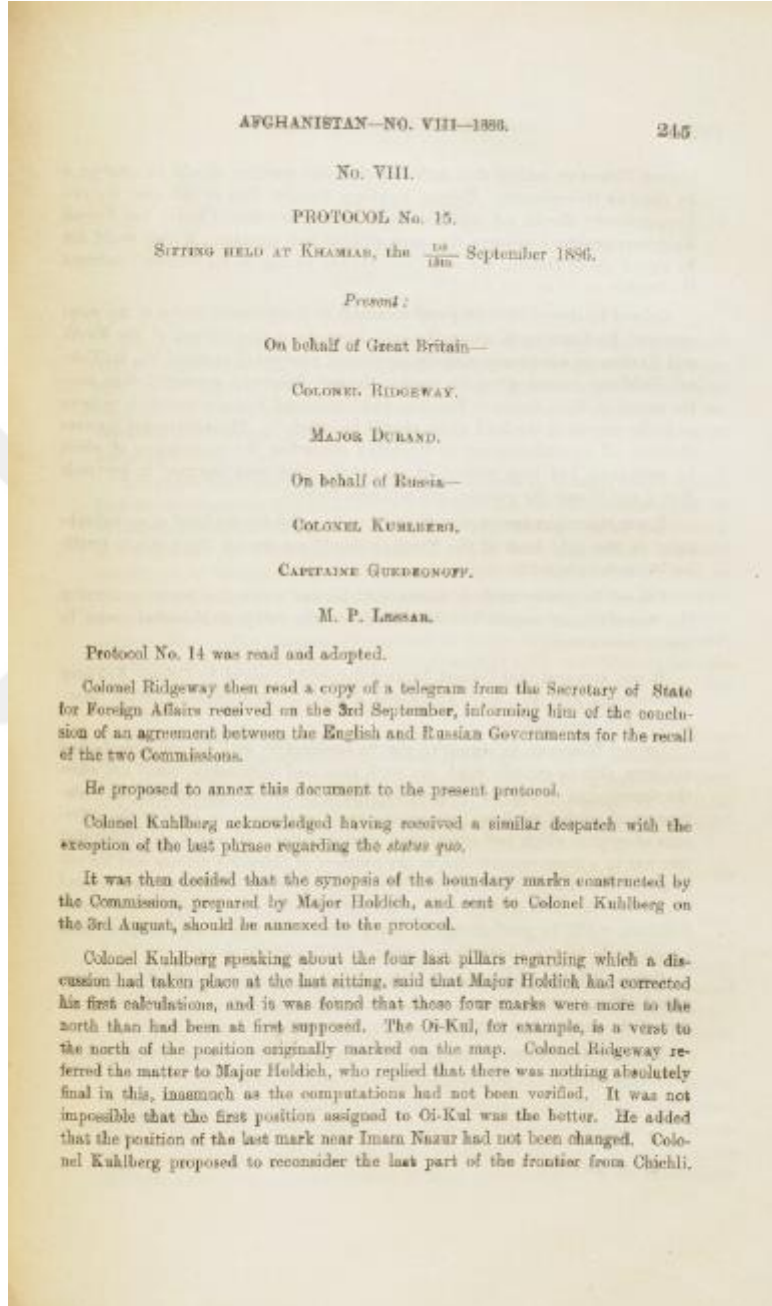 AFGHANISTAN—NO. VIII—1886. 245
No. VIII.
PROTOCOL No. 15.
SITTING HELD AT KHAMIAB, the 1st/13th September 1886.
Present:
On behalf of Great Britain—
COLONEL RIDGEWAY.
MAJOR DURAND.
On behalf of Russia—
COLONEL KUHLBERG.
CAPITAINE GUEDEONOFF.
M. P. LESSAR.
Protocol No. 14 was read and adopted.
Colonel Ridgeway then read a copy of a telegram from the Secretary of State
for Foreign Affairs received on the 3rd September, informing him of the conclu-
sion of an agreement between the English and Russian Governments for the recall
of the two Commissions.
He proposed to annex this document to the present protocol.
Colonel Kuhlberg acknowledged having received a similar despatch with the
exception of the last phrase regarding the status quo.
It was then decided that the synopsis of the boundary marks constructed by
the Commission, prepared by Major Holdich, and sent to Colonel Kuhlberg on
the 3rd August, should be annexed to the protocol.
Colonel Kuhlberg speaking about the four last pillars regarding which a dis-
cussion had taken place at the last sitting, said that Major Holdich had corrected
his first calculations, and is was found that those four marks were more to the
north than had been at first supposed. The Oi-Kul, for example, is a verst to
the north of the position originally marked on the map. Colonel Ridgeway re-
ferred the matter to Major Holdich, who replied that there was nothing absolutely
final in this, inasmuch as the computations had not been verified. It was not
impossible that the first position assigned to Oi-Kul was the better. He added
that the position of the last mark near Imam Nazur had not been changed. Colo-
nel Kuhlberg proposed to reconsider the last part of the frontier from Chichli,